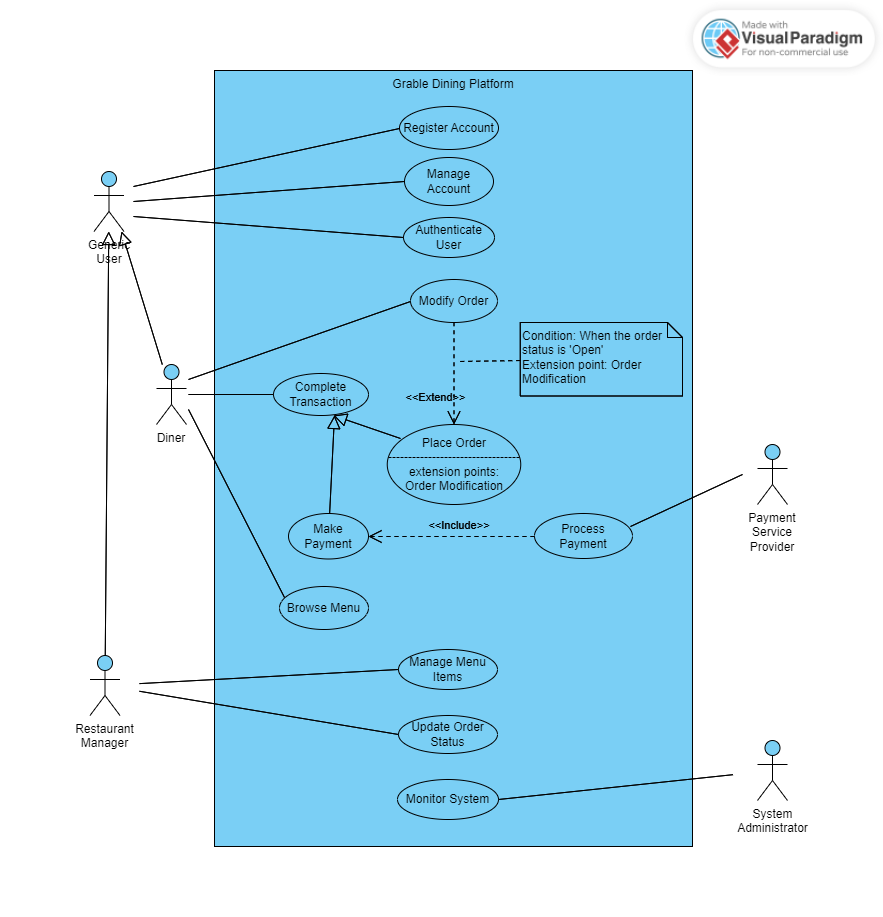 Made with
Visual Paradigm
For non-commercial use
Grable Dining Platform
Register Account
Manage
Account
Authenticate
User
Generic
User
Modify Order
Condition: When the order
status is 'Open'
Extension point: Order
Modification
Complete
Transaction
<<Extend>>
Diner
Place Order
extension points:
Order Modification
Make
Payment
<<Include>>
Process
Payment
Payment
Service
Provider
Browse Menu
Manage Menu
Items
Restaurant
Manager
Update Order
Status
Monitor System
System
Administrator